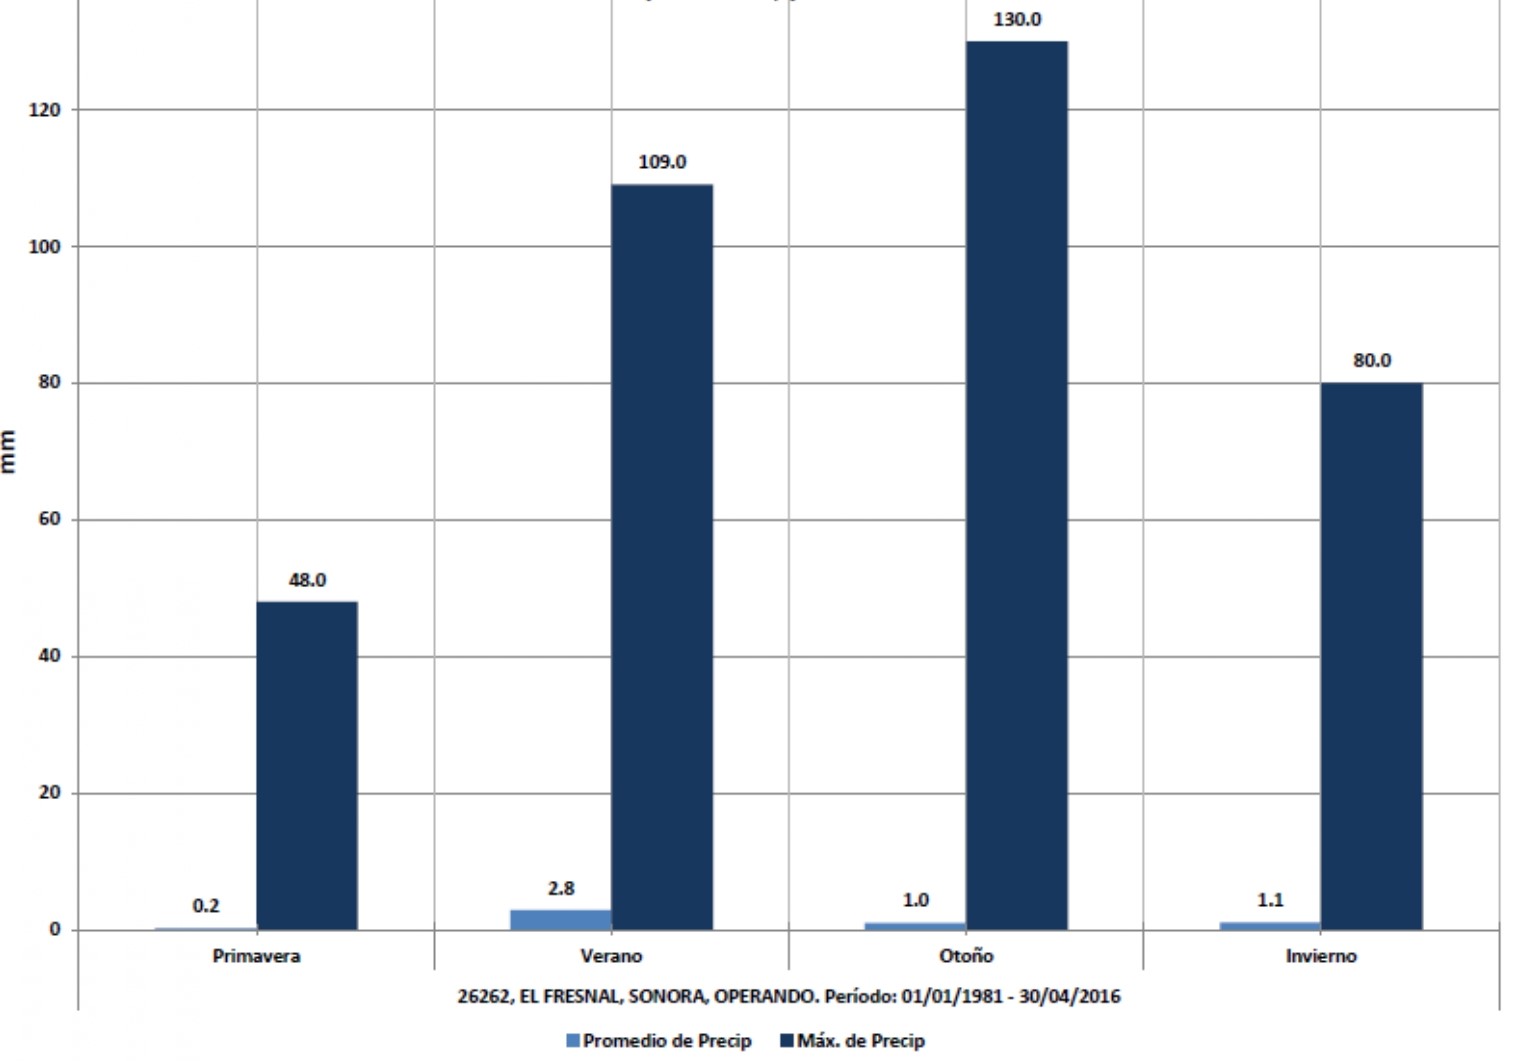 130.0
120
109.0
100
80.0
80
mm
60
48.0
40
20
0.2
2.8
1.0
1.1
0
Primavera
Verano
Otoño
Invierno
26262, EL FRESNAL, SONORA, OPERANDO. Período: 01/01/1981 - 30/04/2016
Promedio de Precip
Máx. de Precip